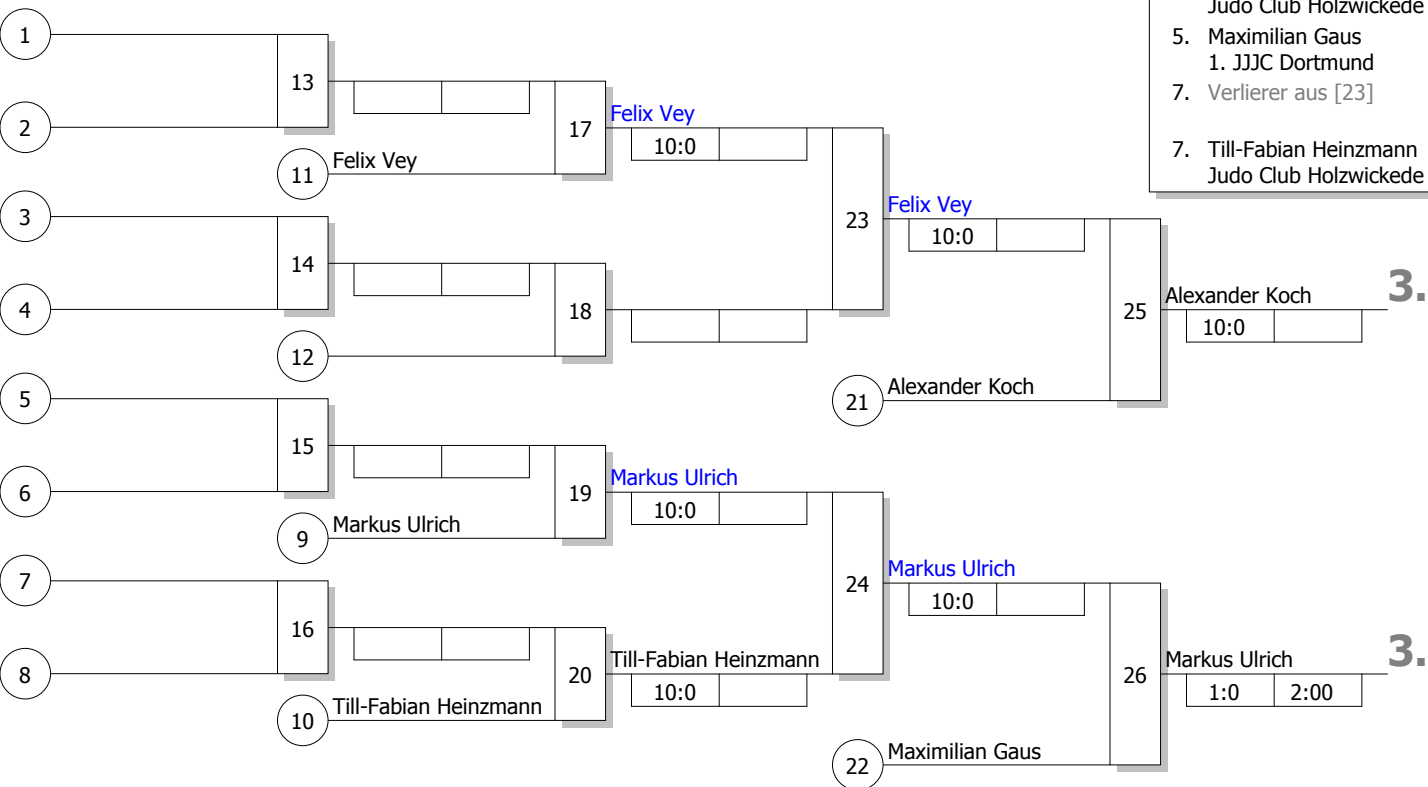 Judo Club Holzwickede
5. Maximilian Gaus
1. JJJC Dortmund
7. Verlierer aus [23]
7. Till-Fabian Heinzmann
Judo Club Holzwickede
1
13
2
17
Felix Vey
10:0
11
Felix Vey
3
23
Felix Vey
10:0
14
4
18
12
25
Alexander Koch
3.
10:0
5
21
Alexander Koch
15
6
19
Markus Ulrich
10:0
9
Markus Ulrich
7
24
Markus Ulrich
10:0
16
8
20
Till-Fabian Heinzmann
10:0
10
Till-Fabian Heinzmann
26
Markus Ulrich
3.
1:0
2:00
22
Maximilian Gaus